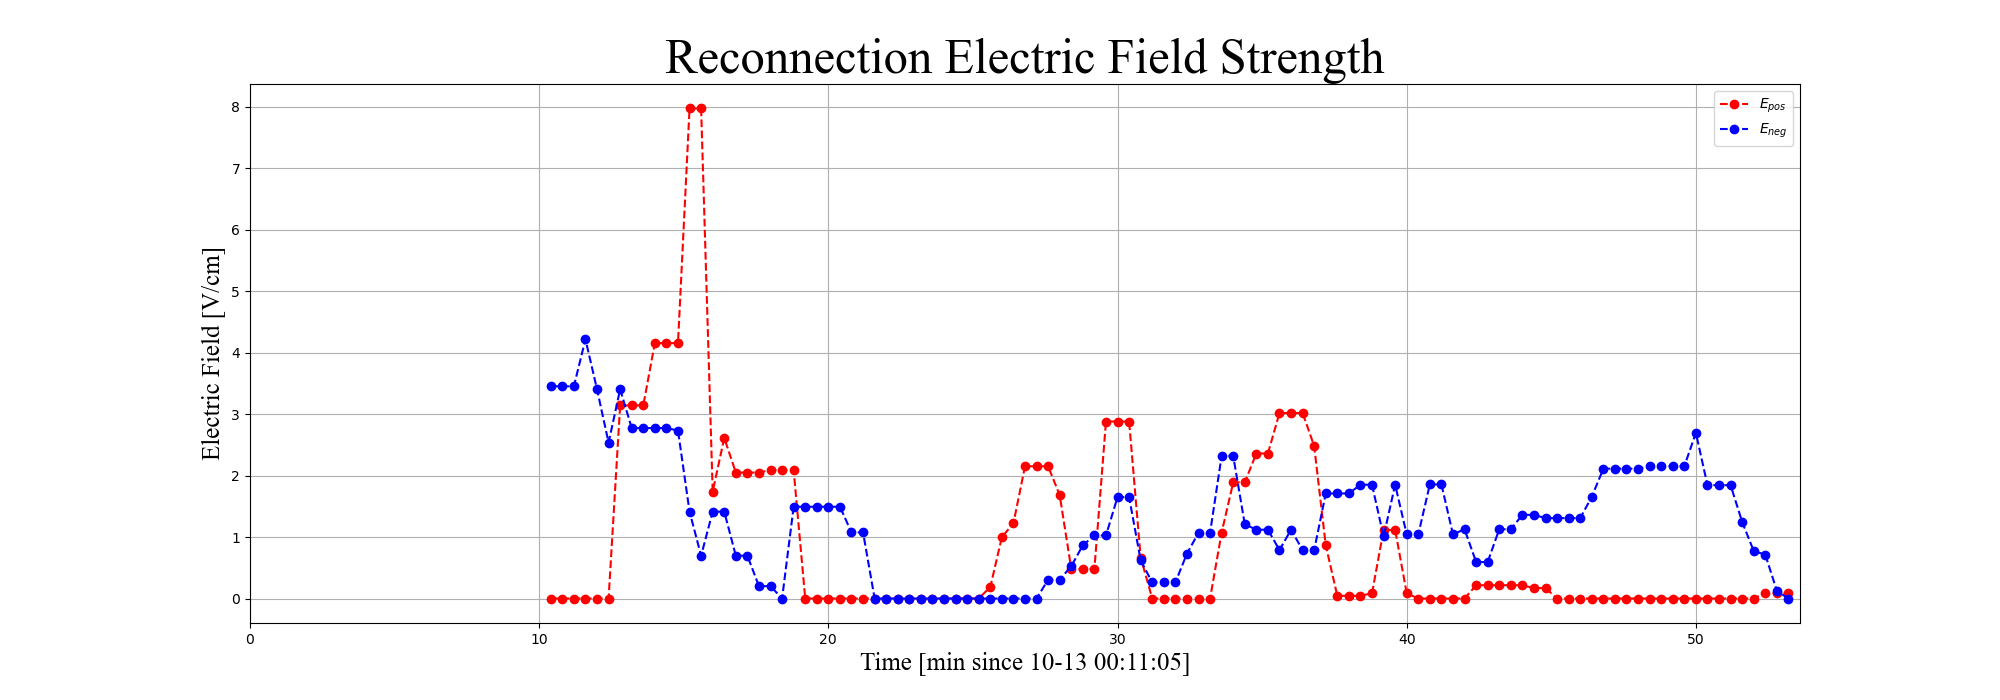 Reconnection Electric Field Strength
8
7
6
5
4
3
2
1
0
Electric Field [V/cm]
E_pos
E_neg
0 10 20 30 40 50
Time [min since 10-13 00:11:05]